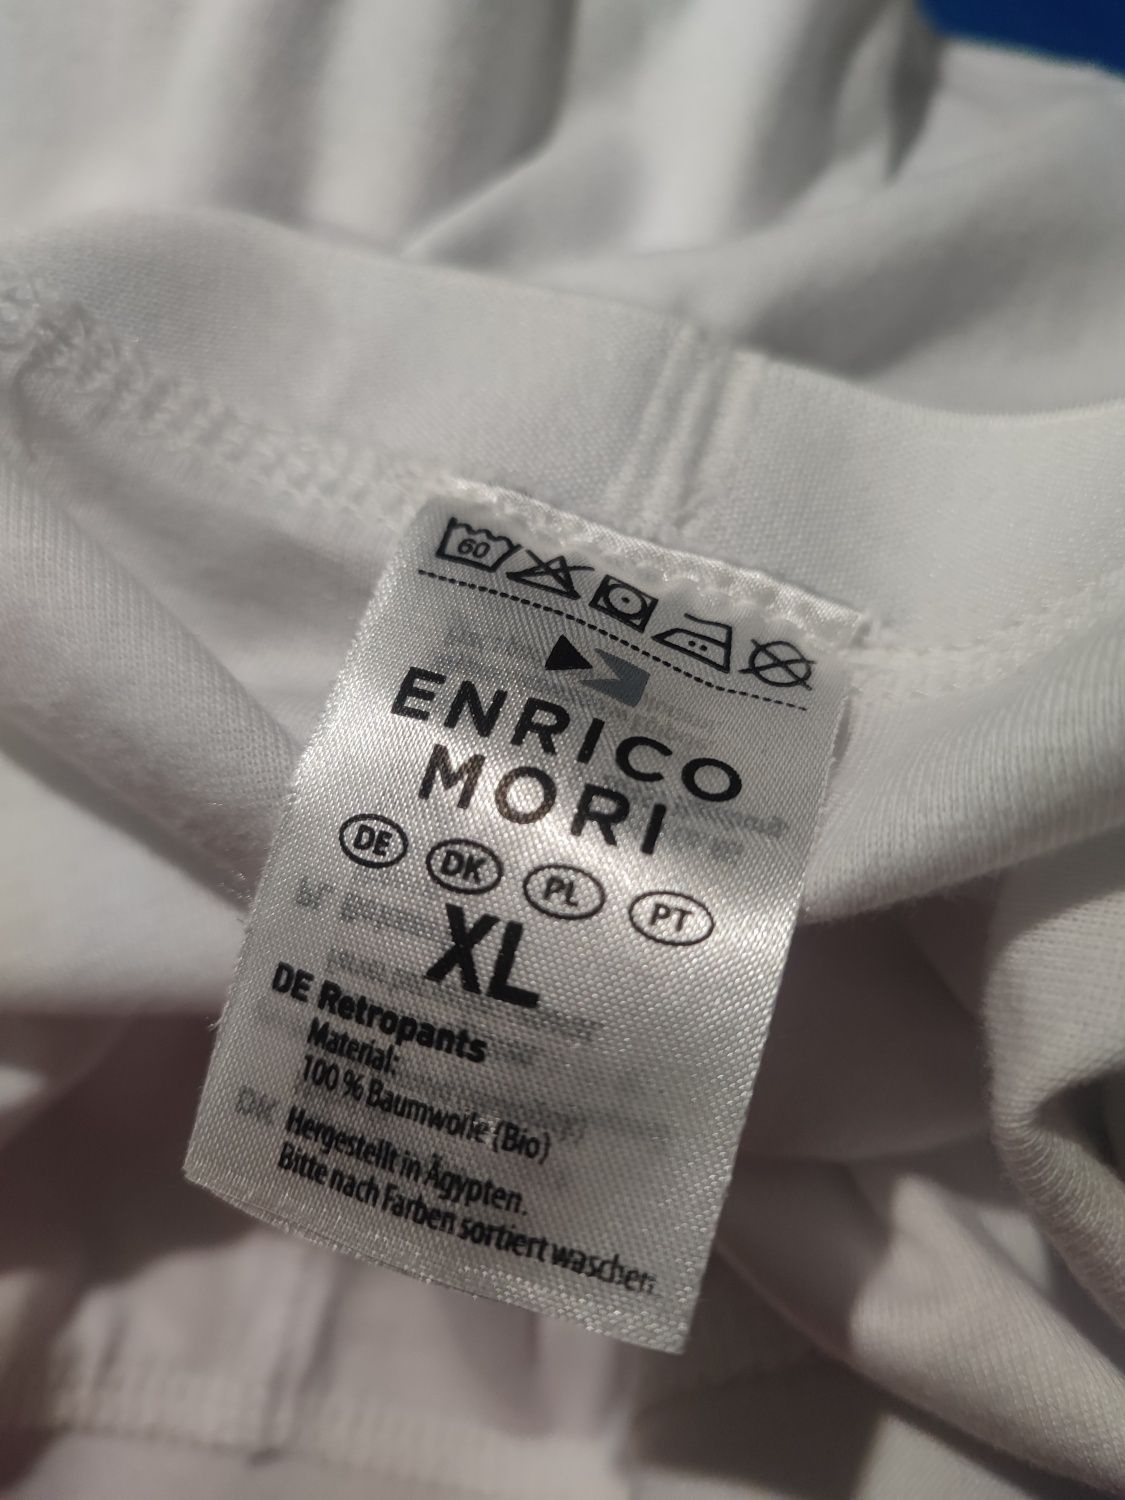 60
ENRICO
MORI
DE DK PL PT
XL
DE Retropants
Material:
100 % Baumwolle (Bio)
Hergestellt in Ägypten.
Bitte nach Farben sortiert waschen.